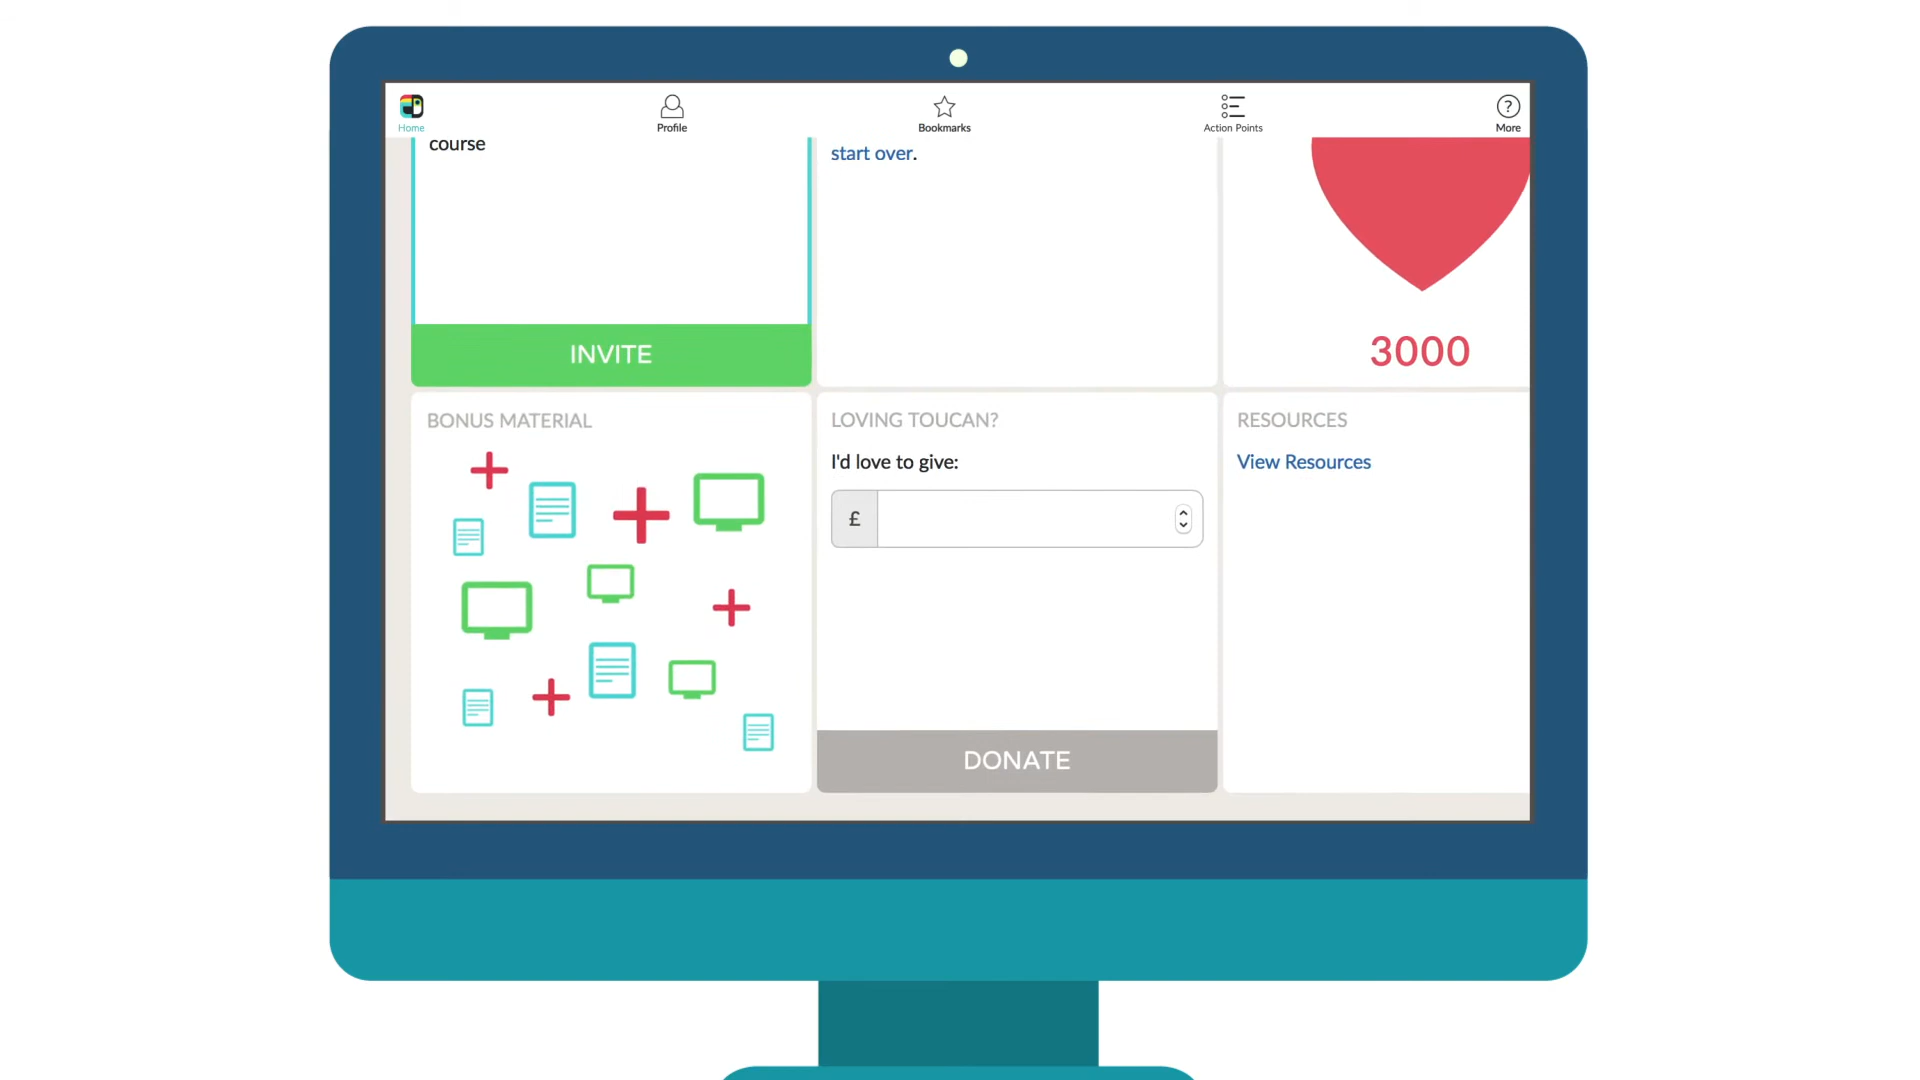 Home
Profile
Bookmarks
Action Points
?
More
course
start over.
INVITE
3000
BONUS MATERIAL
LOVING TOUCAN?
I'd love to give:
£
DONATE
RESOURCES
View Resources